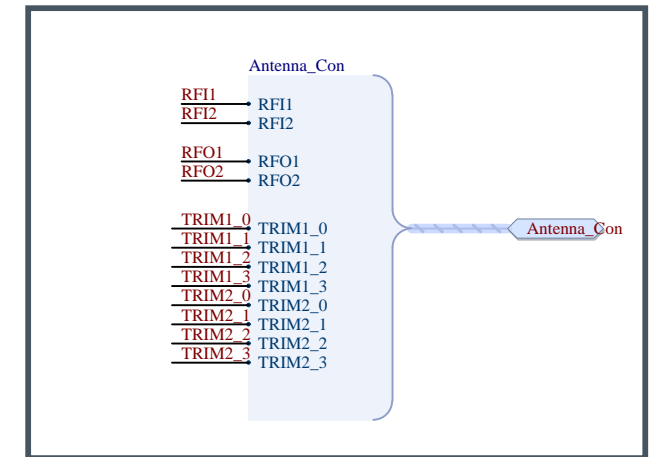 Antenna_Con
RFI1 RFI1
RFI2 RFI2
RFO1 RFO1
RFO2 RFO2
TRIM1_0 TRIM1_0
Antenna_Con
TRIM1_1 TRIM1_1
TRIM1_2 TRIM1_2
TRIM1_3 TRIM1_3
TRIM2_0 TRIM2_0
TRIM2_1 TRIM2_1
TRIM2_2 TRIM2_2
TRIM2_3 TRIM2_3